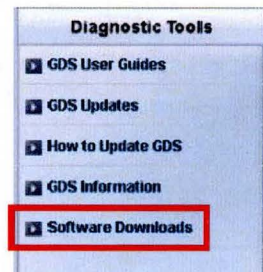 Diagnostic Tools
GDS User Guides
GDS Updates
How to Update GDS
GDS Information
Software Downloads